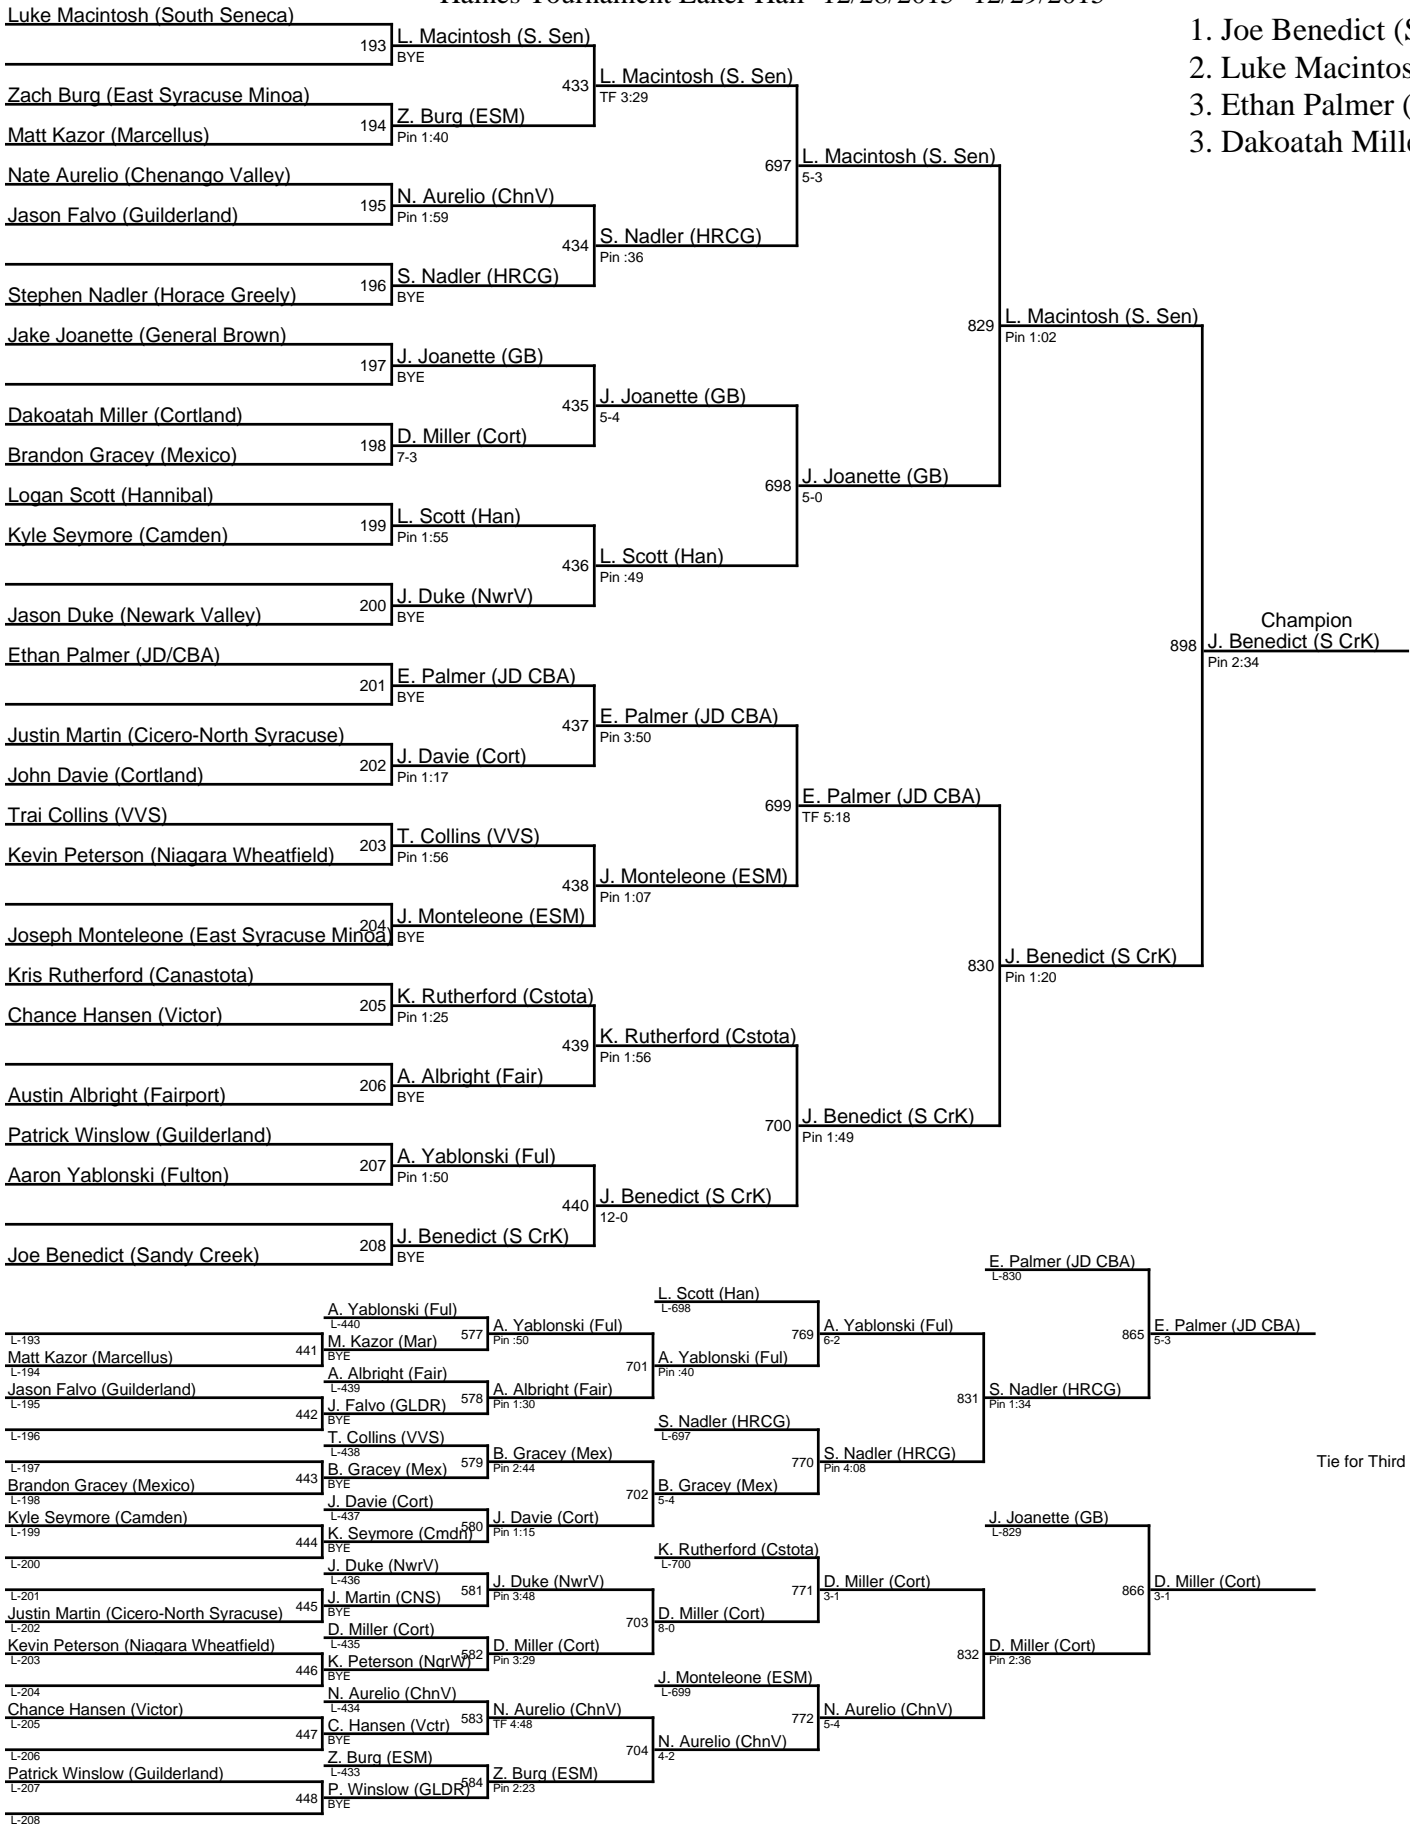 Haines Tournament Laker Hall 12/28/2015 -12/29/2015
1. Joe Benedict (
2. Luke Macintos
3. Ethan Palmer (
3. Dakoatah Mill
Luke Macintosh (South Seneca)
193
L. Macintosh (S. Sen)
BYE
433
L. Macintosh (S. Sen)
TF 3:29
Zach Burg (East Syracuse Minoa)
194
Z. Burg (ESM)
Pin 1:40
Matt Kazor (Marcellus)
697
L. Macintosh (S. Sen)
5-3
Nate Aurelio (Chenango Valley)
195
N. Aurelio (ChnV)
Pin 1:59
Jason Falvo (Guilderland)
434
S. Nadler (HRCG)
Pin :36
196
S. Nadler (HRCG)
BYE
Stephen Nadler (Horace Greely)
829
L. Macintosh (S. Sen)
Pin 1:02
Jake Joanette (General Brown)
197
J. Joanette (GB)
BYE
435
J. Joanette (GB)
5-4
Dakoatah Miller (Cortland)
198
D. Miller (Cort)
7-3
Brandon Gracey (Mexico)
698
J. Joanette (GB)
5-0
Logan Scott (Hannibal)
199
L. Scott (Han)
Pin 1:55
Kyle Seymore (Camden)
436
L. Scott (Han)
Pin :49
200
J. Duke (NwrV)
BYE
Jason Duke (Newark Valley)
Champion
898
J. Benedict (S CrK)
Pin 2:34
Ethan Palmer (JD/CBA)
201
E. Palmer (JD CBA)
BYE
437
E. Palmer (JD CBA)
Pin 3:50
Justin Martin (Cicero-North Syracuse)
202
J. Davie (Cort)
Pin 1:17
John Davie (Cortland)
699
E. Palmer (JD CBA)
TF 5:18
Trai Collins (VVS)
203
T. Collins (VVS)
Pin 1:56
Kevin Peterson (Niagara Wheatfield)
438
J. Monteleone (ESM)
Pin 1:07
204
J. Monteleone (ESM)
BYE
Joseph Monteleone (East Syracuse Minoa)
830
J. Benedict (S CrK)
Pin 1:20
Kris Rutherford (Canastota)
205
K. Rutherford (Cstota)
Pin 1:25
Chance Hansen (Victor)
439
K. Rutherford (Cstota)
Pin 1:56
206
A. Albright (Fair)
BYE
Austin Albright (Fairport)
700
J. Benedict (S CrK)
Pin 1:49
Patrick Winslow (Guilderland)
207
A. Yablonski (Ful)
Pin 1:50
Aaron Yablonski (Fulton)
440
J. Benedict (S CrK)
12-0
208
J. Benedict (S CrK)
BYE
Joe Benedict (Sandy Creek)
E. Palmer (JD CBA)
L-830
L. Scott (Han)
L-698
A. Yablonski (Ful)
L-440
577
A. Yablonski (Ful)
Pin :50
769
A. Yablonski (Ful)
6-2
865
E. Palmer (JD CBA)
5-3
L-193
441
M. Kazor (Mar)
BYE
Matt Kazor (Marcellus)
L-194
701
A. Yablonski (Ful)
Pin :40
A. Albright (Fair)
L-439
578
A. Albright (Fair)
Pin 1:30
831
S. Nadler (HRCG)
Pin 1:34
Jason Falvo (Guilderland)
L-195
442
J. Falvo (GLDR)
BYE
L-196
S. Nadler (HRCG)
L-697
T. Collins (VVS)
L-438
579
B. Gracey (Mex)
Pin 2:44
770
S. Nadler (HRCG)
Pin 4:08
Tie for Third
L-197
443
B. Gracey (Mex)
BYE
Brandon Gracey (Mexico)
L-198
702
B. Gracey (Mex)
5-4
J. Davie (Cort)
L-437
580
J. Davie (Cort)
Pin 1:15
J. Joanette (GB)
L-829
Kyle Seymore (Camden)
L-199
444
K. Seymore (Cmdn)
BYE
L-200
K. Rutherford (Cstota)
L-700
J. Duke (NwrV)
L-436
581
J. Duke (NwrV)
Pin 3:48
771
D. Miller (Cort)
3-1
866
D. Miller (Cort)
3-1
L-201
445
J. Martin (CNS)
BYE
Justin Martin (Cicero-North Syracuse)
L-202
703
D. Miller (Cort)
8-0
D. Miller (Cort)
L-435
582
D. Miller (Cort)
Pin 3:29
832
D. Miller (Cort)
Pin 2:36
Kevin Peterson (Niagara Wheatfield)
L-203
446
K. Peterson (NgrW)
BYE
L-204
J. Monteleone (ESM)
L-699
N. Aurelio (ChnV)
L-434
583
N. Aurelio (ChnV)
TF 4:48
772
N. Aurelio (ChnV)
5-4
Chance Hansen (Victor)
L-205
447
C. Hansen (Vctr)
BYE
L-206
704
N. Aurelio (ChnV)
4-2
Z. Burg (ESM)
L-433
584
Z. Burg (ESM)
Pin 2:23
Patrick Winslow (Guilderland)
L-207
448
P. Winslow (GLDR)
BYE
L-208